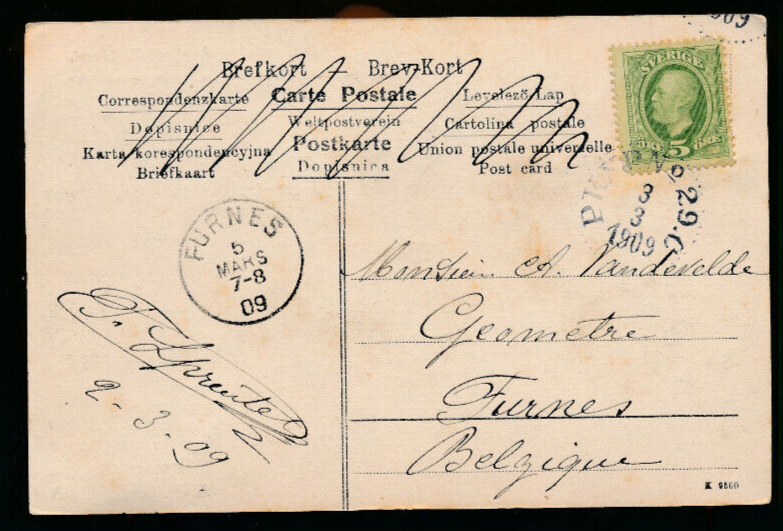 Brefkort — Brev-Kort
Correspondenzkarte Carte Postale Levelező Lap
Dopisnice Weltpostverein Cartolina postale
Karta korespondencyjna Postkarte Union postale universelle
Briefkaart Dopisnica Post card
SVERIGE
5
09
29.C
3
3
1909
FURNES
5
MARS
7-8
09
Monsieur A. Vandevelde
Geometre
Furnes
Belgique
2-3-09
K 9560